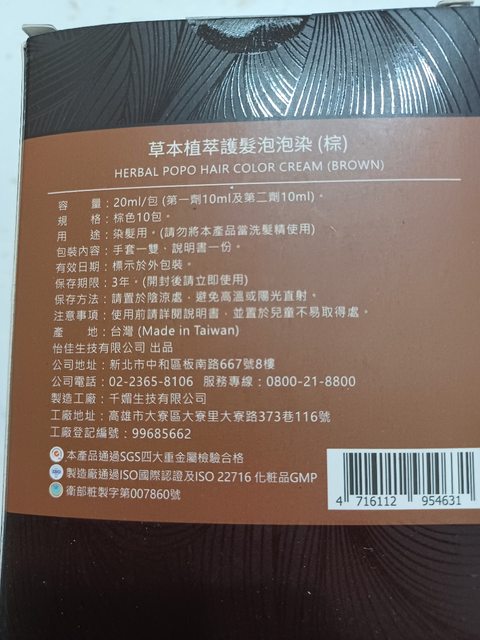 草本植萃護髮泡泡染 (棕)
HERBAL POPO HAIR COLOR CREAM (BROWN)
容 量：20ml/包 (第一劑10ml及第二劑10ml)。
規 格：棕色10包。
用 途：染髮用。(請勿將本產品當洗髮精使用)
包裝內容：手套一雙、說明書一份。
有效日期：標示於外包裝。
保存期限：3年。(開封後請立即使用)
保存方法：請置於陰涼處，避免高溫或陽光直射。
注意事項：使用前請詳閱說明書，並置於兒童不易取得處。
產 地：台灣 (Made in Taiwan)
怡佳生技有限公司 出品
公司地址：新北市中和區板南路667號8樓
公司電話：02-2365-8106 服務專線：0800-21-8800
製造工廠：千媚生技有限公司
工廠地址：高雄市大寮區大寮里大寮路373巷116號
工廠登記編號：99685662
本產品通過SGS四大重金屬檢驗合格
製造廠通過ISO國際認證及ISO 22716 化粧品GMP
衛部粧製字第007860號
4 716112 954631